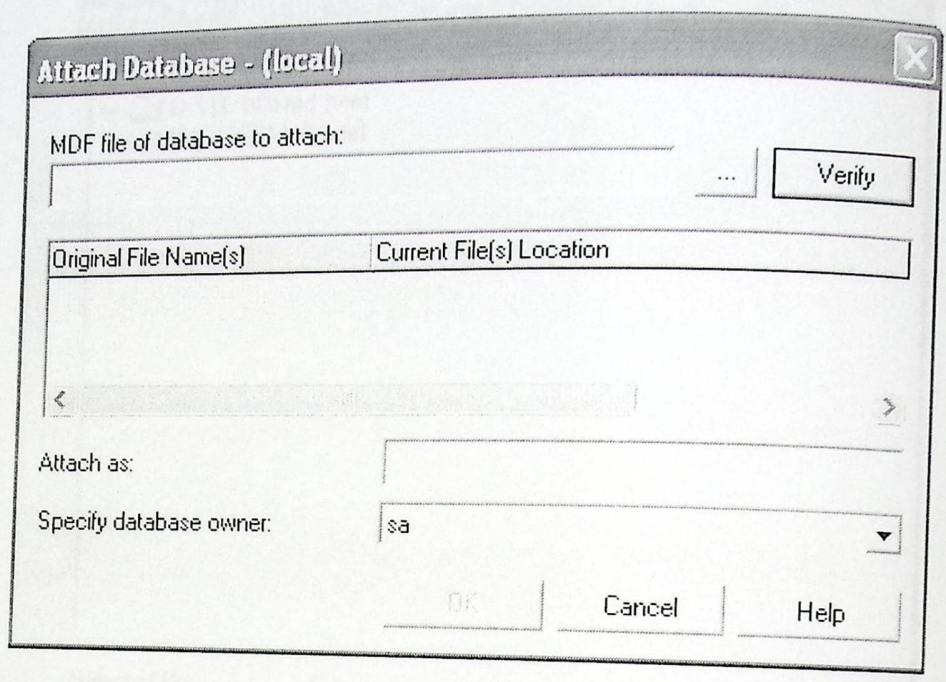 Attach Database - (local)
MDF file of database to attach:
... Verify
Original File Name(s) Current File(s) Location
Attach as:
Specify database owner: sa
OK Cancel Help